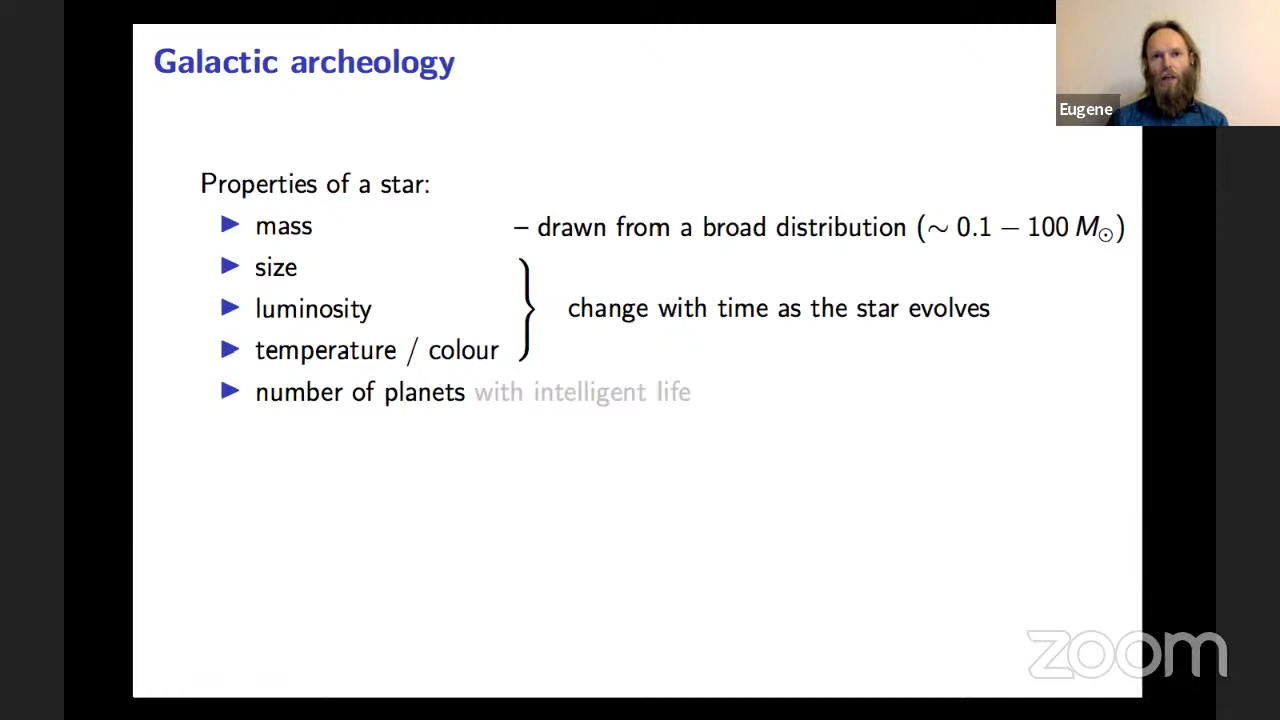 Galactic archeology
Eugene
Properties of a star:
▶ mass – drawn from a broad distribution (∼ 0.1 – 100 M⊙)
▶ size
▶ luminosity } change with time as the star evolves
▶ temperature / colour
▶ number of planets with intelligent life
zoom